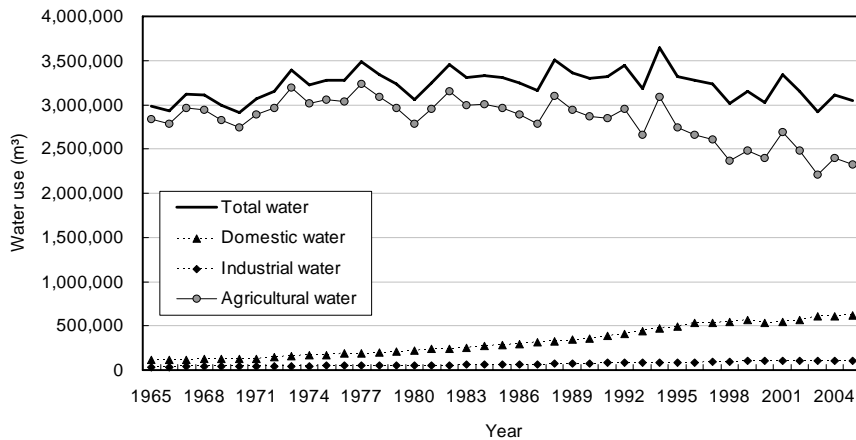 4,000,000
3,500,000
3,000,000
2,500,000
2,000,000
1,500,000
1,000,000
500,000
0
Water use (m³)
Total water
Domestic water
Industrial water
Agricultural water
1965 1968 1971 1974 1977 1980 1983 1986 1989 1992 1995 1998 2001 2004
Year